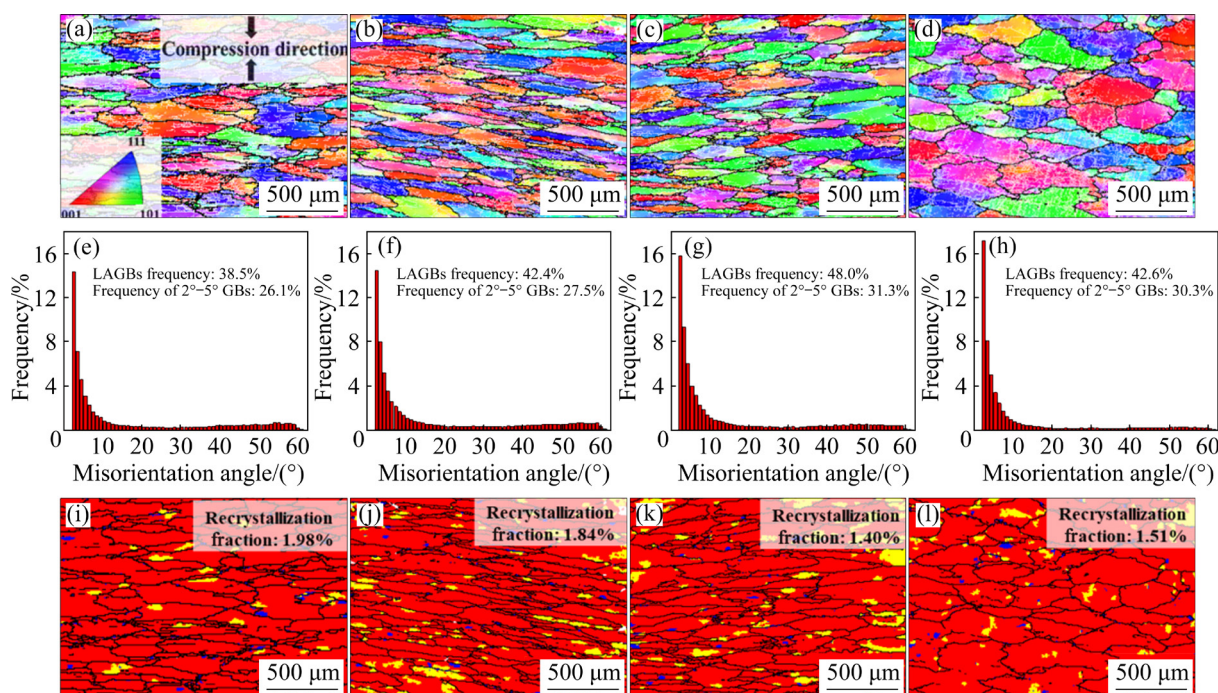 (a) Compression direction
111
001 101
500 μm
(b)
500 μm
(c)
500 μm
(d)
500 μm
(e)
LAGBs frequency: 38.5%
Frequency of 2°−5° GBs: 26.1%
Frequency/%
16
12
8
4
0 10 20 30 40 50 60
Misorientation angle/(°)
(f)
LAGBs frequency: 42.4%
Frequency of 2°−5° GBs: 27.5%
Frequency/%
16
12
8
4
0 10 20 30 40 50 60
Misorientation angle/(°)
(g)
LAGBs frequency: 48.0%
Frequency of 2°−5° GBs: 31.3%
Frequency/%
16
12
8
4
0 10 20 30 40 50 60
Misorientation angle/(°)
(h)
LAGBs frequency: 42.6%
Frequency of 2°−5° GBs: 30.3%
Frequency/%
16
12
8
4
0 10 20 30 40 50 60
Misorientation angle/(°)
(i)
Recrystallization
fraction: 1.98%
500 μm
(j)
Recrystallization
fraction: 1.84%
500 μm
(k)
Recrystallization
fraction: 1.40%
500 μm
(l)
Recrystallization
fraction: 1.51%
500 μm